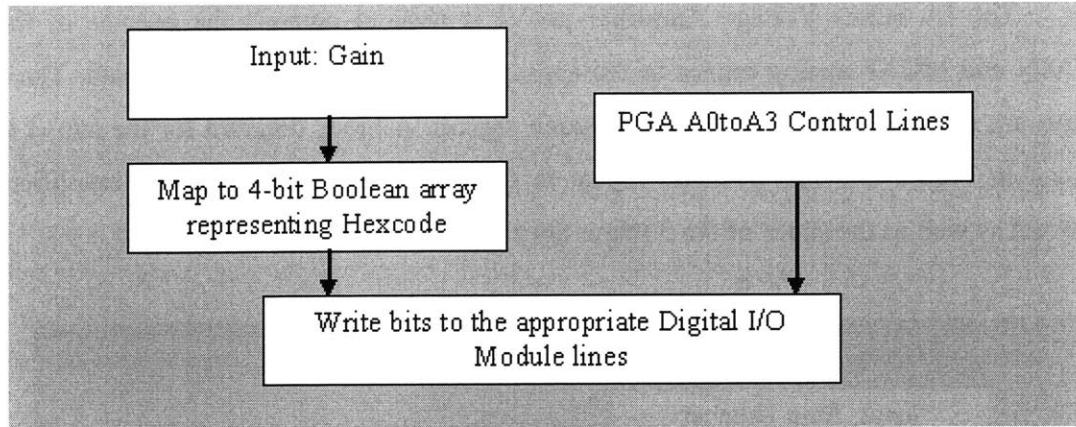 Input: Gain
PGA A0toA3 Control Lines
Map to 4-bit Boolean array
representing Hexcode
Write bits to the appropriate Digital I/O
Module lines